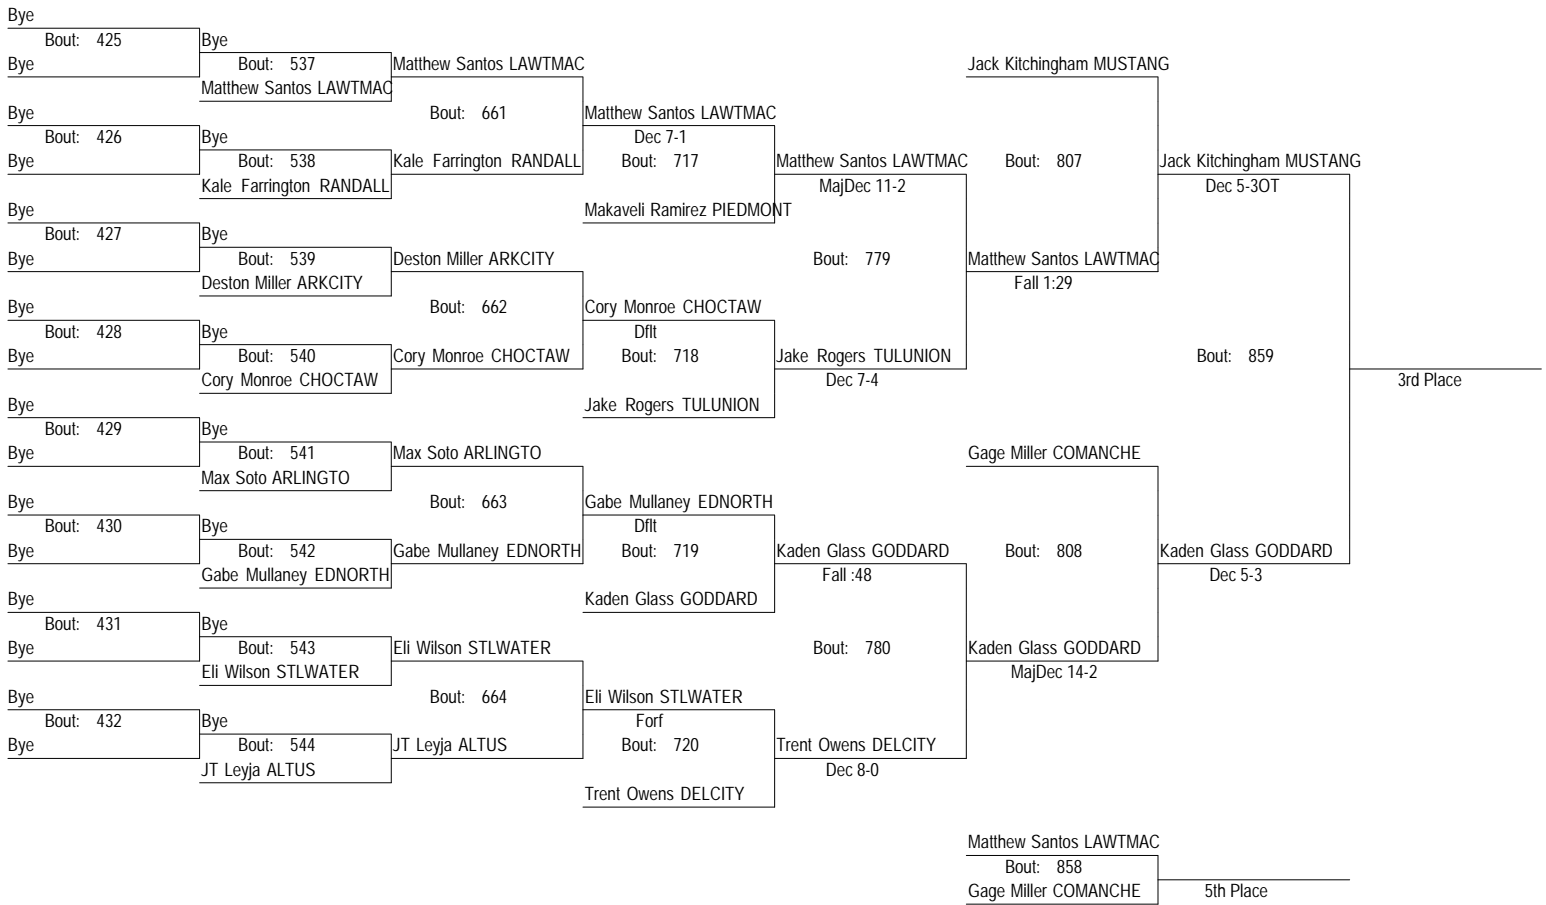 Bye
Bout: 425
Bye
Bye
Bout: 537
Matthew Santos LAWTMAC
Matthew Santos LAWTMAC
Jack Kitchingham MUSTANG
Bye
Bout: 426
Bye
Bye
Bout: 538
Kale Farrington RANDALL
Bout: 661
Kale Farrington RANDALL
Matthew Santos LAWTMAC
Dec 7-1
Bout: 717
Makaveli Ramirez PIEDMONT
Matthew Santos LAWTMAC
MajDec 11-2
Bout: 807
Jack Kitchingham MUSTANG
Dec 5-3OT
Bye
Bout: 427
Bye
Bye
Bout: 539
Deston Miller ARKCITY
Deston Miller ARKCITY
Bout: 779
Matthew Santos LAWTMAC
Fall 1:29
Bye
Bout: 428
Bye
Bye
Bout: 540
Cory Monroe CHOCTAW
Bout: 662
Cory Monroe CHOCTAW
Cory Monroe CHOCTAW
Dflt
Bout: 718
Jake Rogers TULUNION
Jake Rogers TULUNION
Dec 7-4
Bout: 859
3rd Place
Bye
Bout: 429
Bye
Bye
Bout: 541
Max Soto ARLINGTO
Max Soto ARLINGTO
Gage Miller COMANCHE
Bye
Bout: 430
Bye
Bye
Bout: 542
Gabe Mullaney EDNORTH
Bout: 663
Gabe Mullaney EDNORTH
Gabe Mullaney EDNORTH
Dflt
Bout: 719
Kaden Glass GODDARD
Kaden Glass GODDARD
Fall :48
Bout: 808
Kaden Glass GODDARD
Dec 5-3
Bye
Bout: 431
Bye
Bye
Bout: 543
Eli Wilson STLWATER
Eli Wilson STLWATER
Bout: 780
Kaden Glass GODDARD
MajDec 14-2
Bye
Bout: 432
Bye
Bye
Bout: 544
JT Leyja ALTUS
Bout: 664
JT Leyja ALTUS
Eli Wilson STLWATER
Forf
Bout: 720
Trent Owens DELCITY
Trent Owens DELCITY
Dec 8-0
Matthew Santos LAWTMAC
Bout: 858
Gage Miller COMANCHE
5th Place